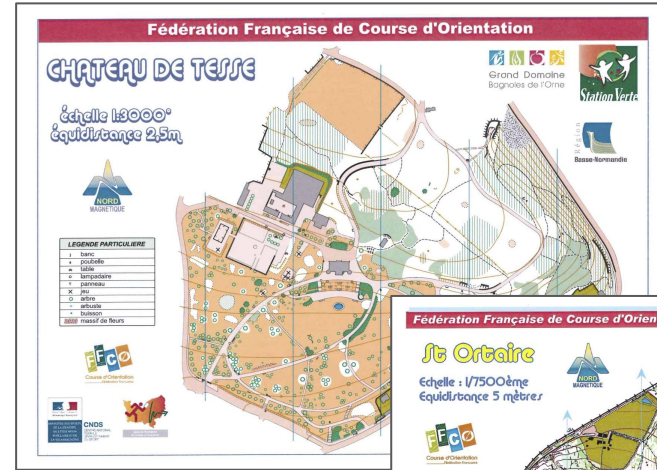 Fédération Française de Course d'Orientation
CHATEAU DE TESSE
échelle 1:3000°
équidistance 2,5m
NORD
MAGNETIQUE
Grand Domaine
Bagnoles de l'Orne
Station Verte
Région
Basse-Normandie
LEGENDE PARTICULIERE
banc
poubelle
table
lampadaire
panneau
jeu
arbre
arbuste
buisson
massif de fleurs
FFCO
Course d'Orientation
CNDS
Fédération Française de Course d'Orien
St Ortaire
Echelle : 1/7500ème
Equidistance 5 mètres
NORD
MAGNETIQUE
FFCO
Course d'Orientation